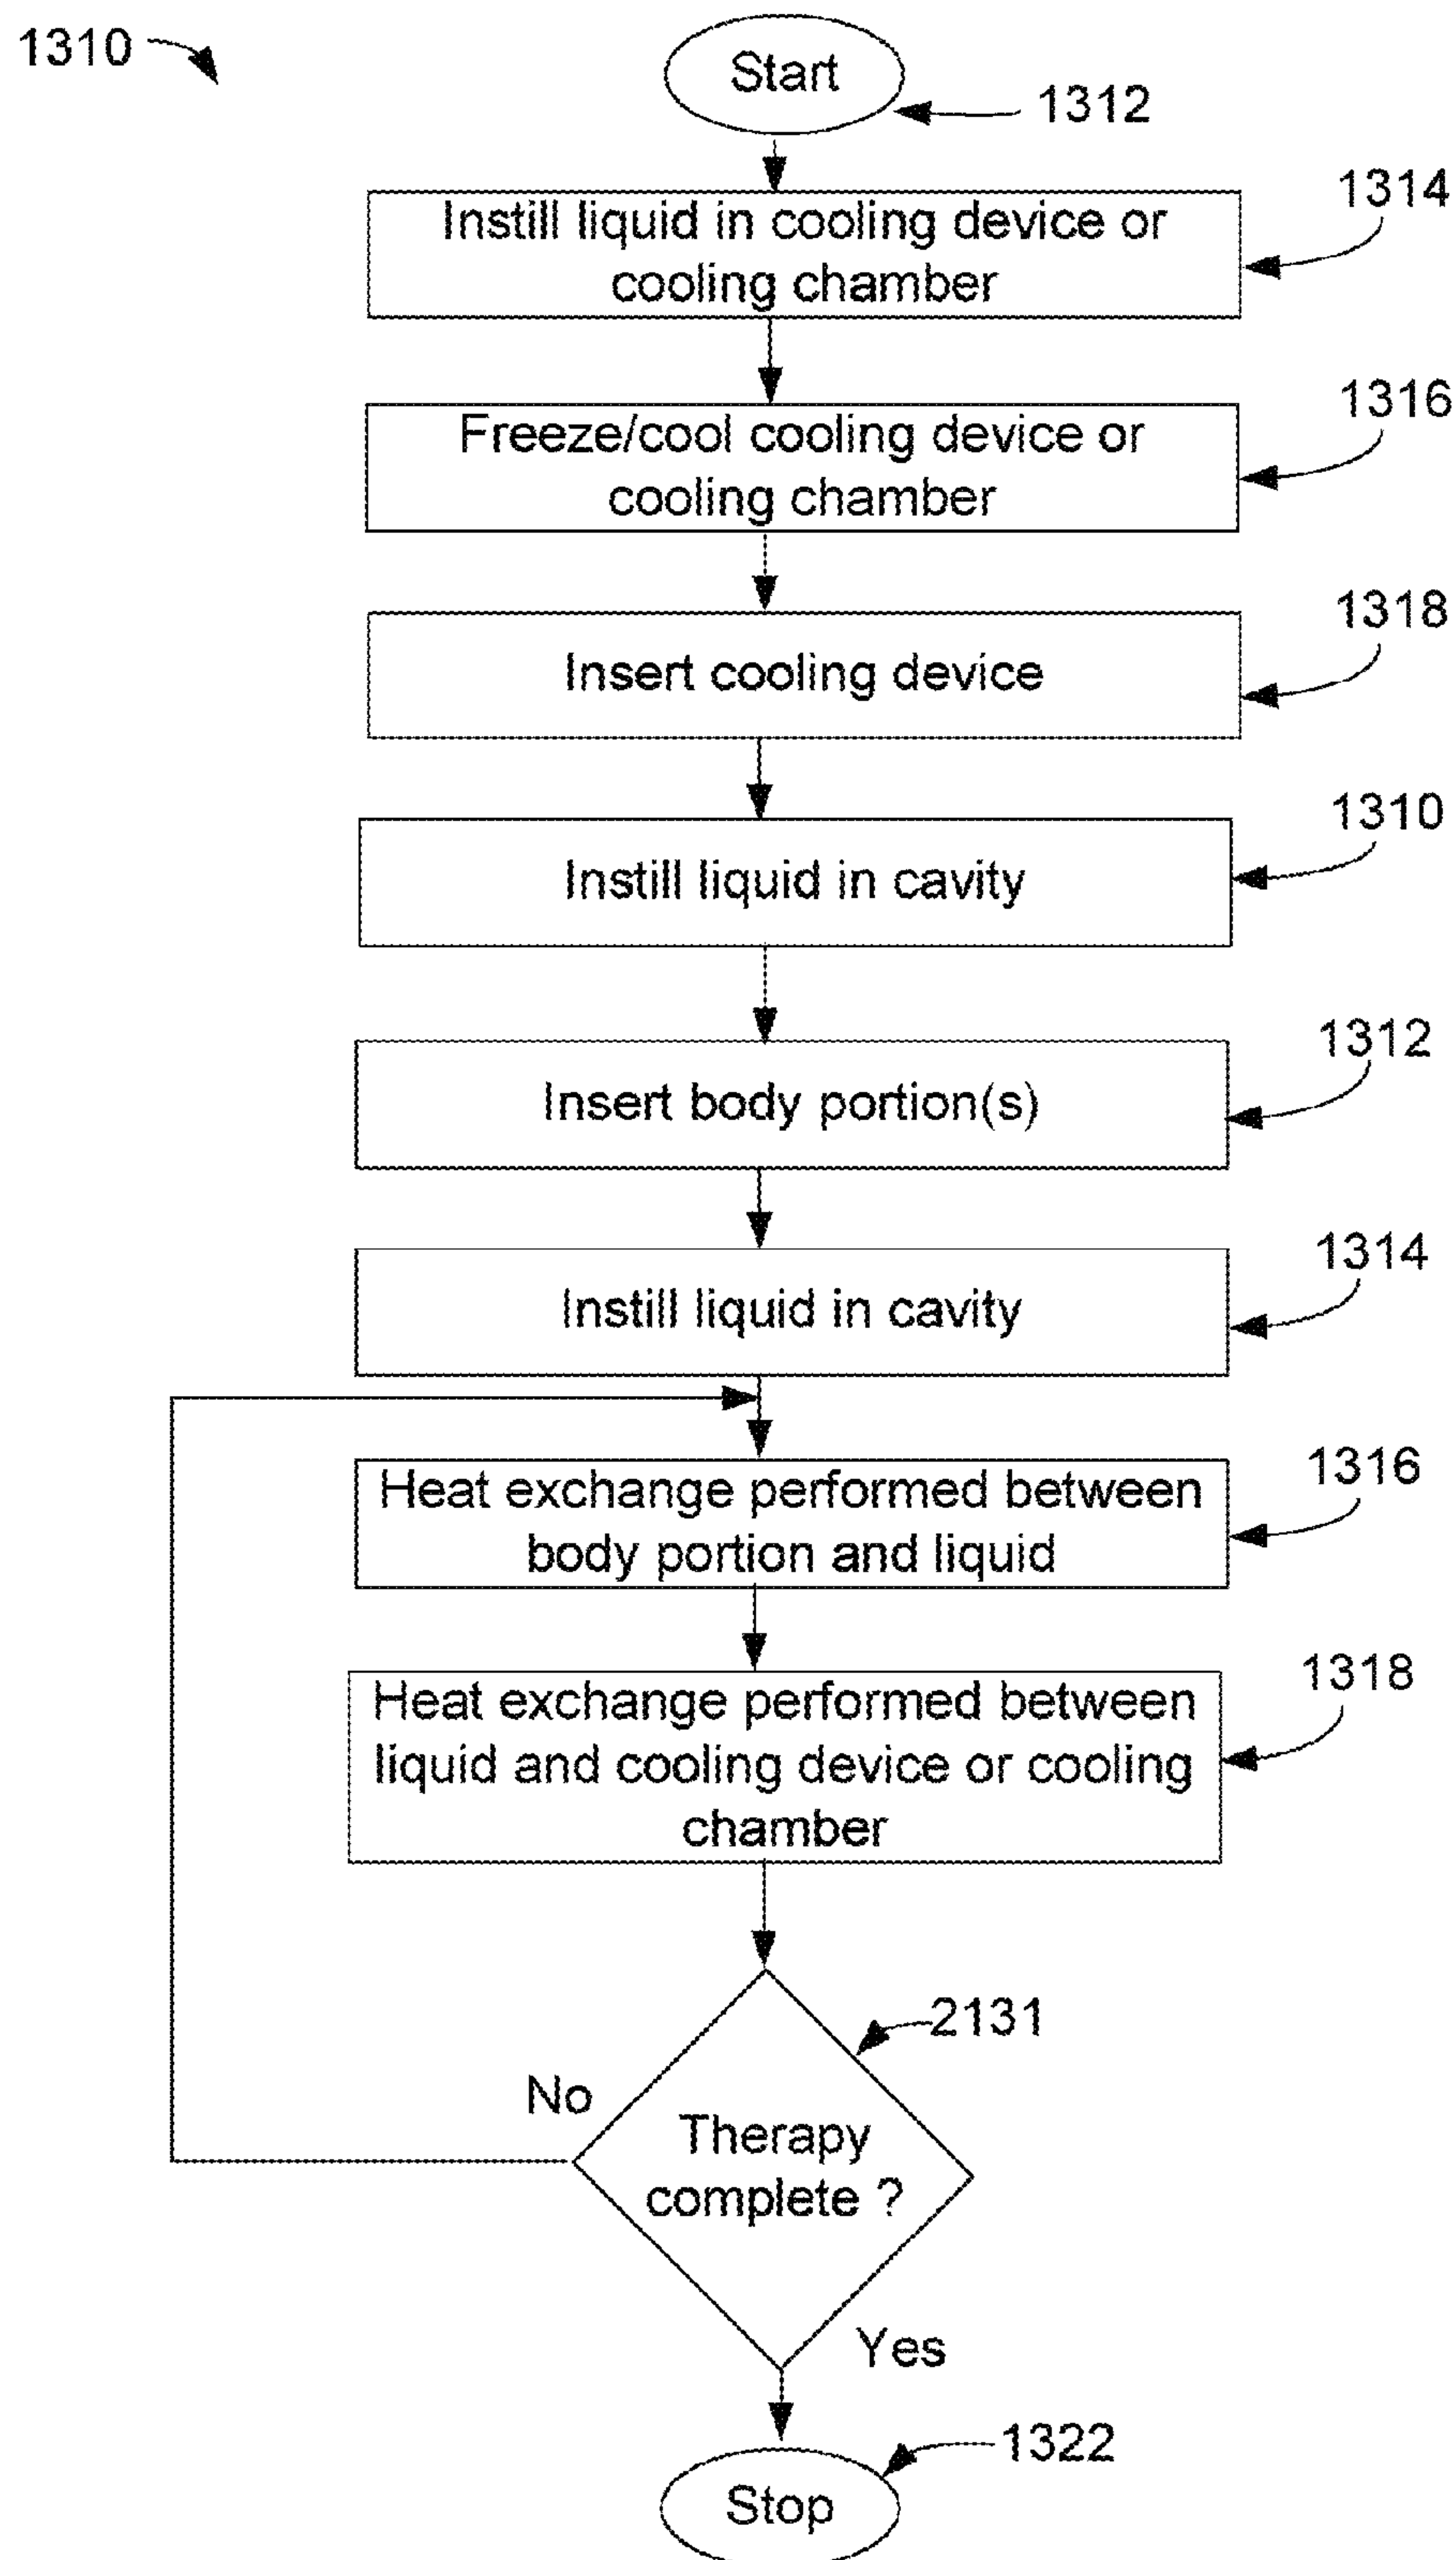 1310
Start
1312
1314
Instill liquid in cooling device or
cooling chamber
1316
Freeze/cool cooling device or
cooling chamber
1318
Insert cooling device
1310
Instill liquid in cavity
1312
Insert body portion(s)
1314
Instill liquid in cavity
1316
Heat exchange performed between
body portion and liquid
1318
Heat exchange performed between
liquid and cooling device or cooling
chamber
2131
No
Therapy
complete ?
Yes
1322
Stop